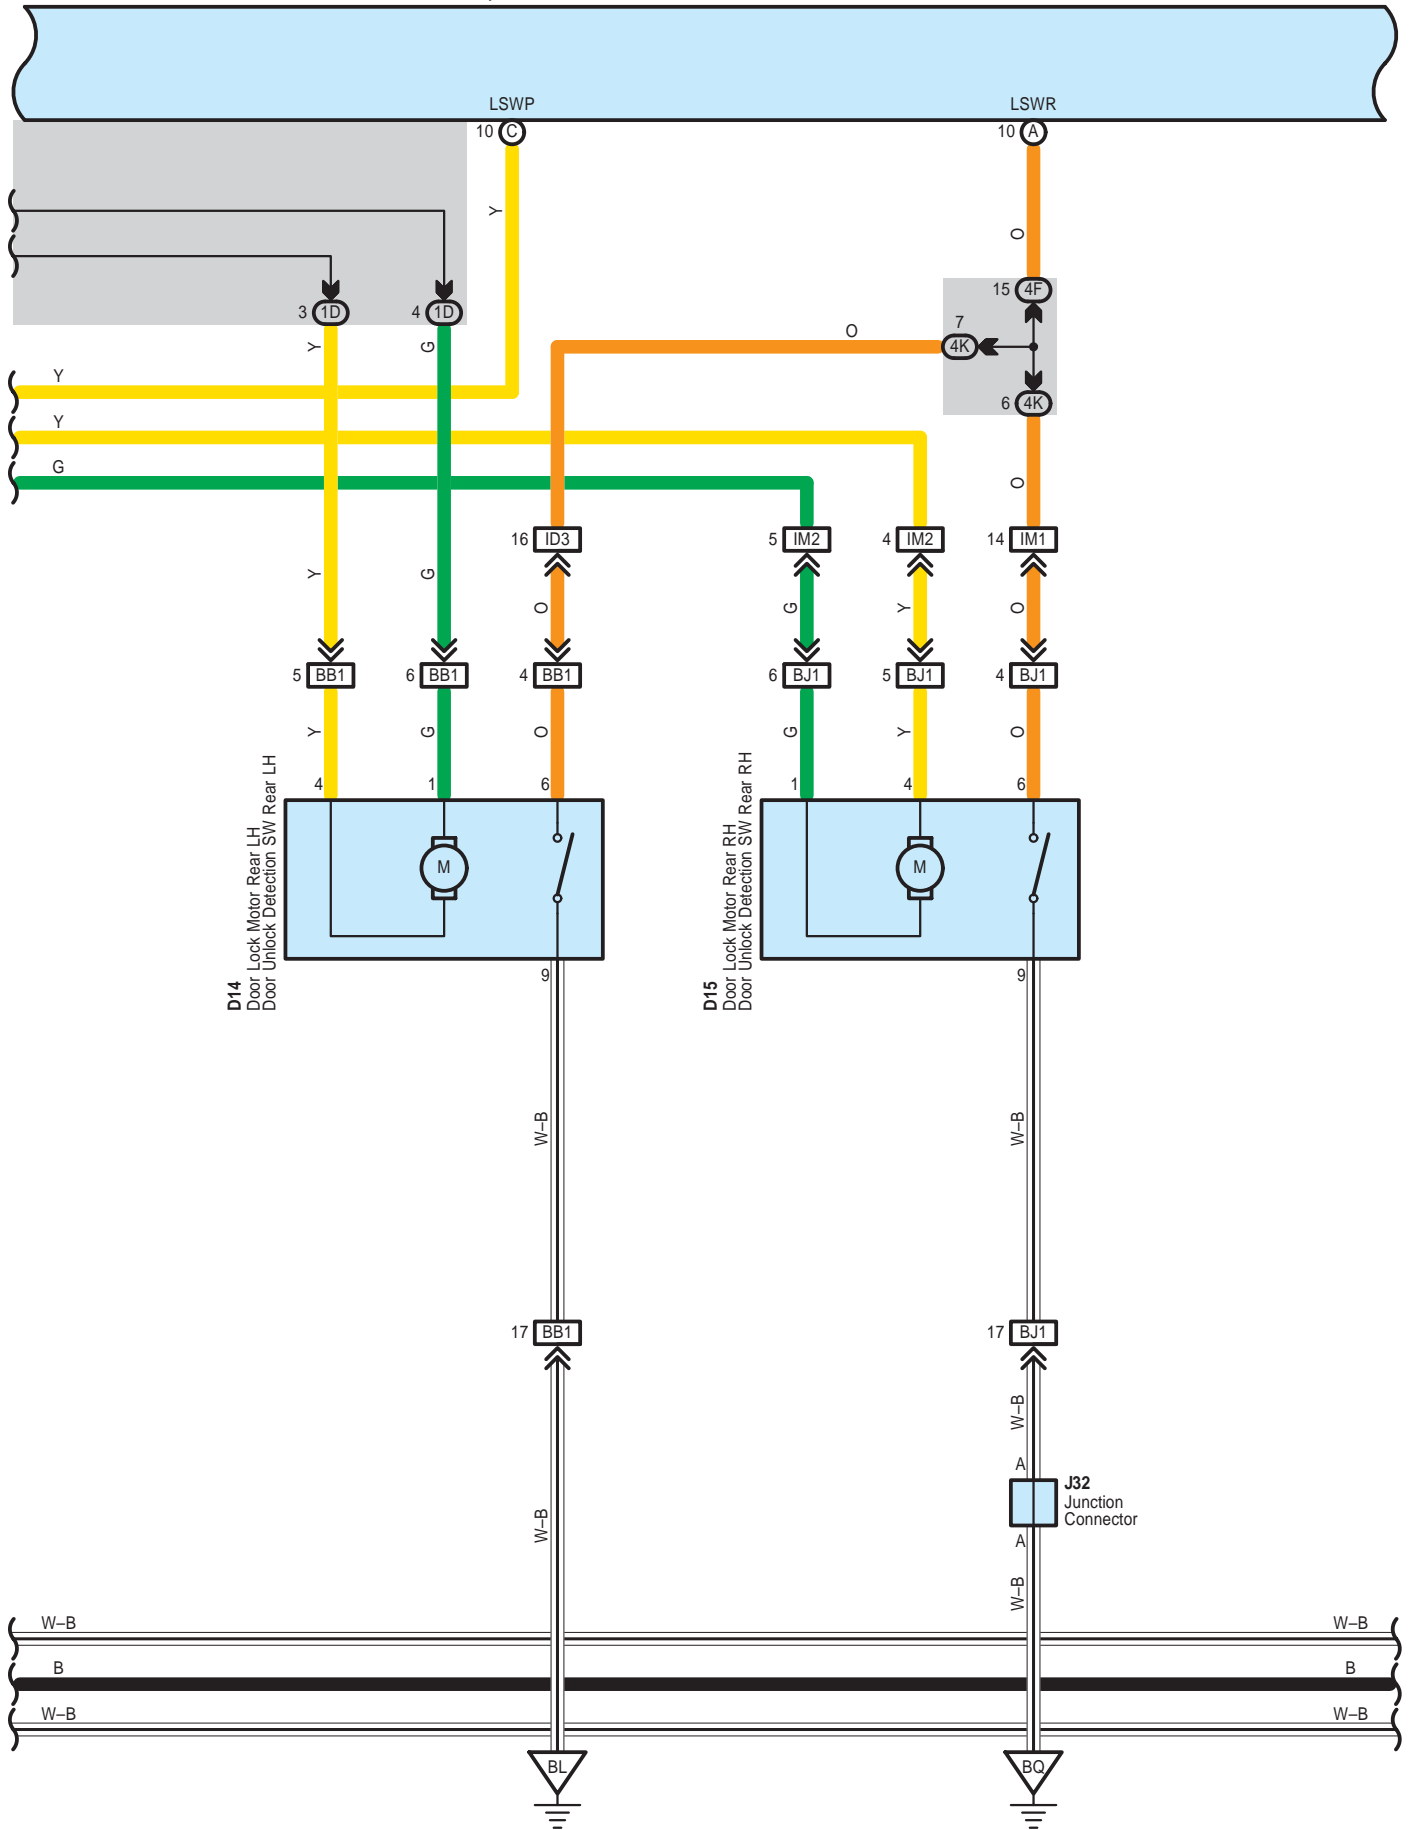 LSWP
LSWR
10 C
10 A
Y
O
15 4F
3 1D
4 1D
7
4K
O
Y
G
Y
6 4K
Y
G
O
16 ID3
5 IM2
4 IM2
14 IM1
Y
G
O
G
Y
O
5 BB1
6 BB1
4 BB1
6 BJ1
5 BJ1
4 BJ1
Y
G
O
G
Y
O
4
1
6
1
4
6
M
M
D14
Door Lock Motor Rear LH
Door Unlock Detection SW Rear LH
D15
Door Lock Motor Rear RH
Door Unlock Detection SW Rear RH
9
9
W–B
W–B
17 BB1
17 BJ1
W–B
A
J32
Junction
Connector
W–B
A
W–B
W–B
W–B
B
B
W–B
W–B
BL
BQ